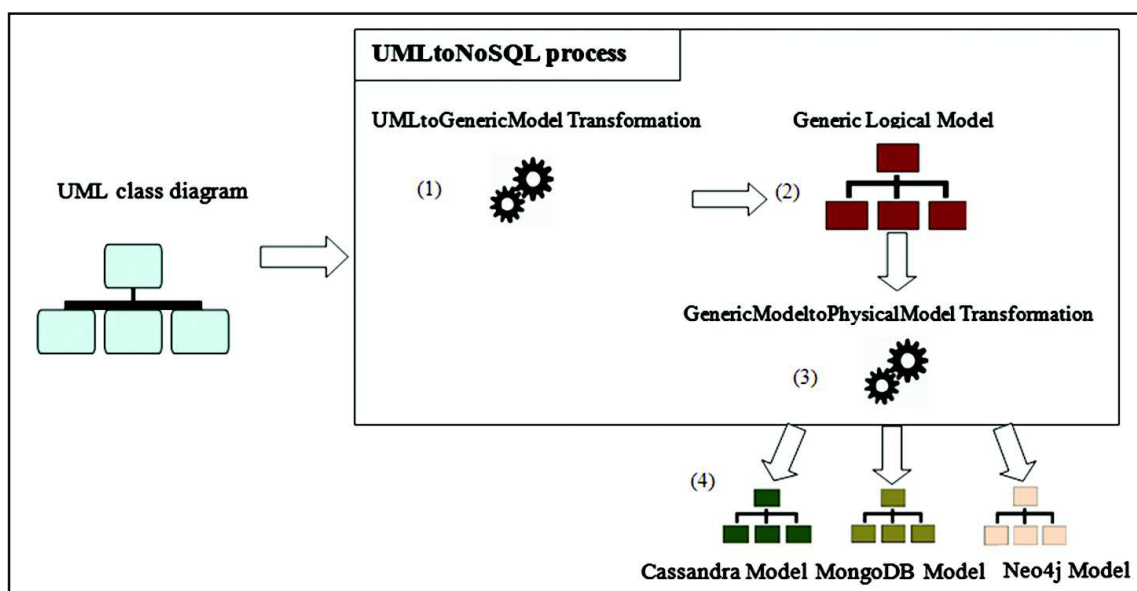 UMLtoNoSQL process
UMLtoGenericModel Transformation
Generic Logical Model
UML class diagram
(1)
(2)
GenericModeltoPhysicalModel Transformation
(3)
(4)
Cassandra Model
MongoDB Model
Neo4j Model